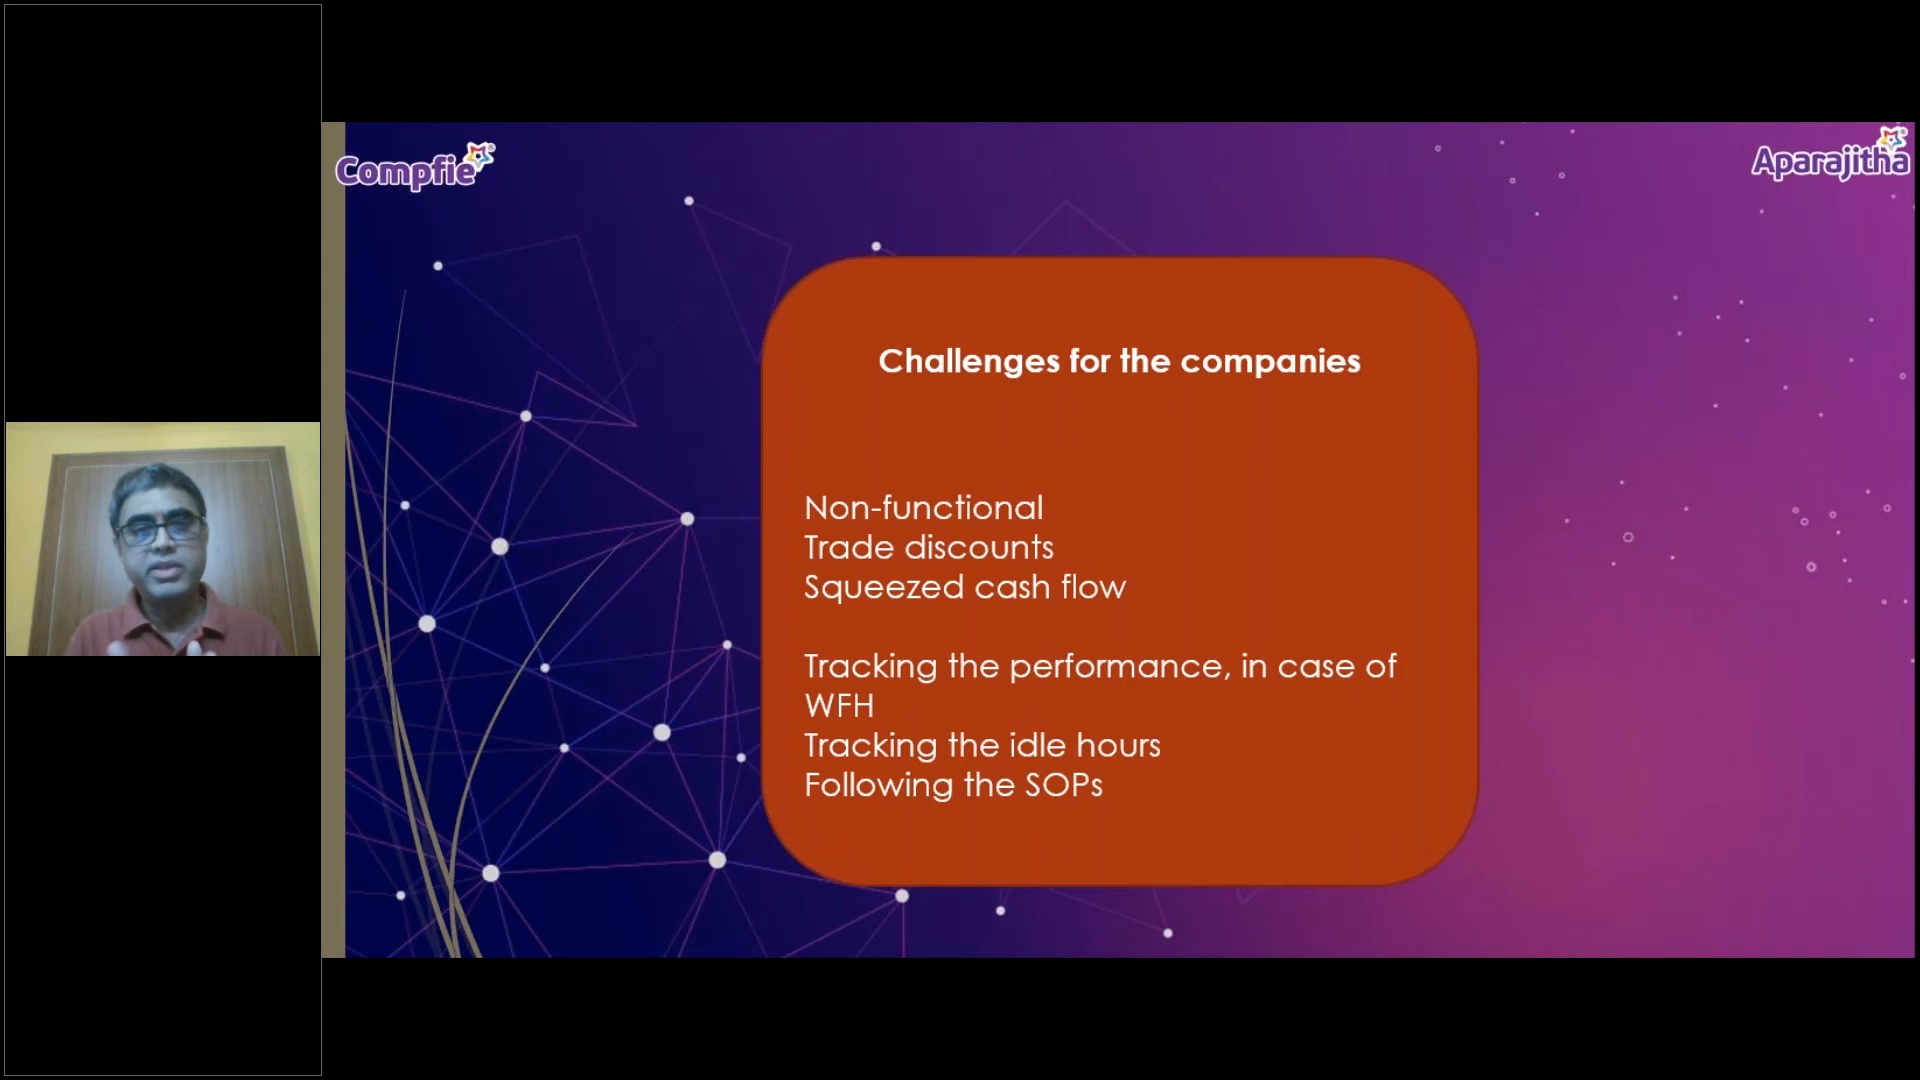 Compfie
Aparajitha
Challenges for the companies
Non-functional
Trade discounts
Squeezed cash flow
Tracking the performance, in case of
WFH
Tracking the idle hours
Following the SOPs